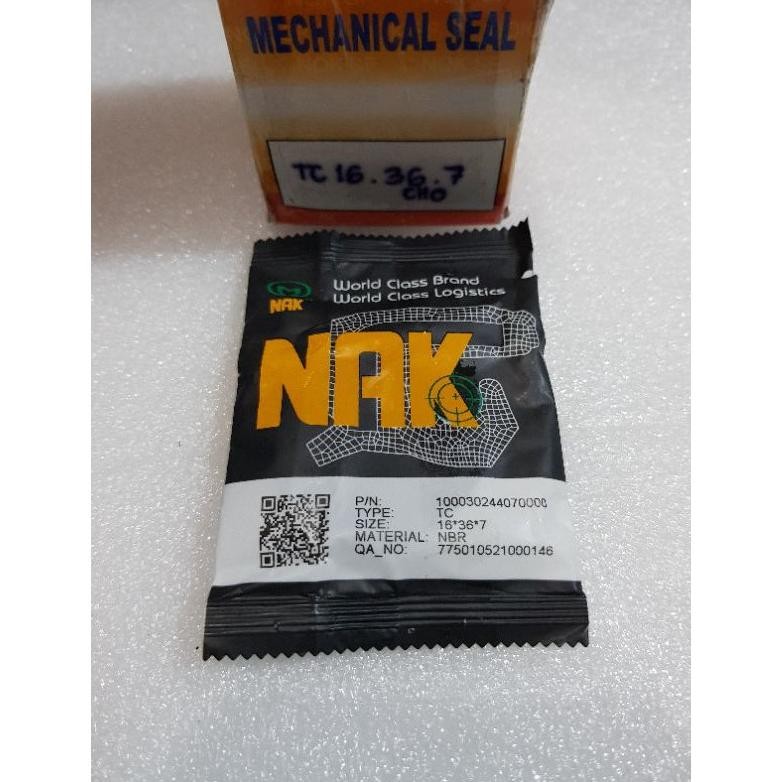 MECHANICAL SEAL
TC 16.36.7
CHO
NAK
World Class Brand
World Class Logistics
NAK
P/N: 100030244070000
TYPE: TC
SIZE: 16*36*7
MATERIAL: NBR
QA_NO: 775010521000146